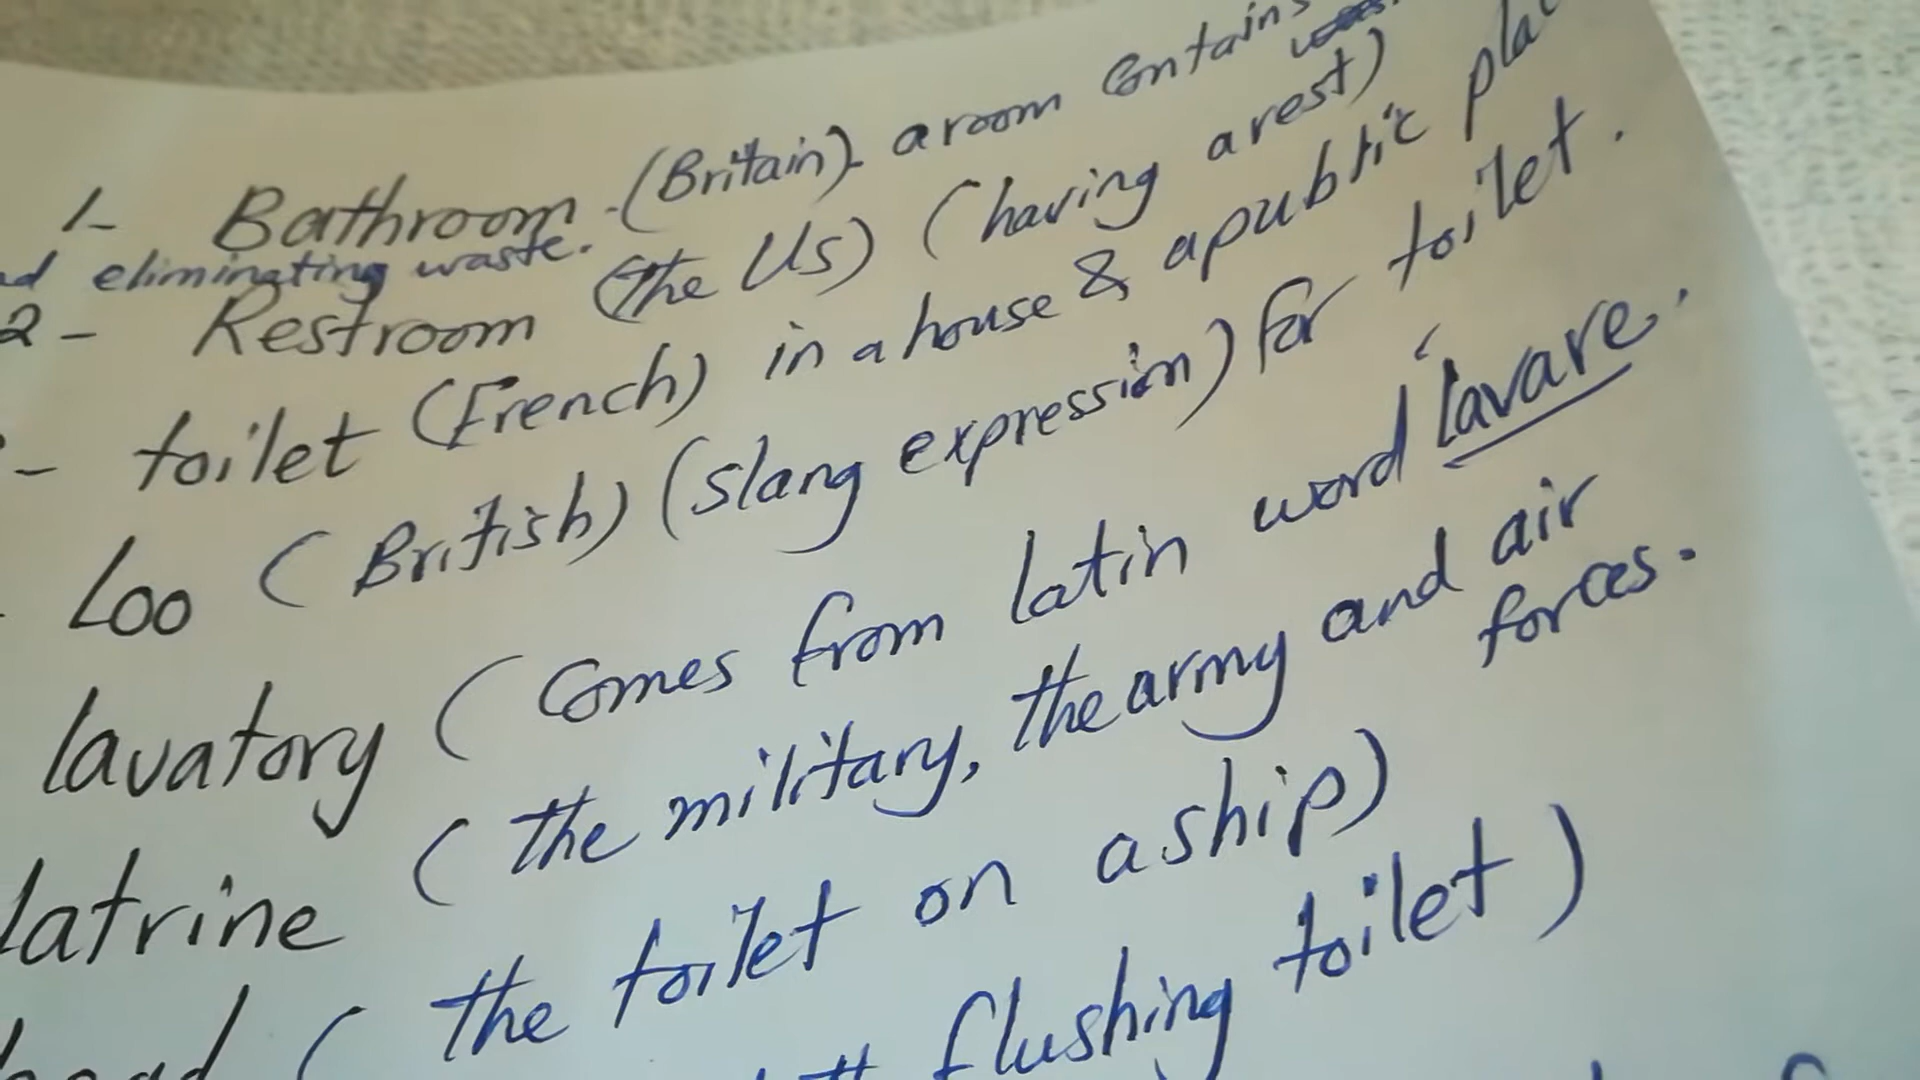 1- Bathroom - (Britain) a room Contains
eliminating waste.
2- Restroom (the Us) (having a rest)
- toilet (French) in a house & a public
Loo (British) (slang expression) for toilet.
lavatory (Comes from latin word 'lavare.'
latrine (the military, the army and air
forces.
head (the toilet on a ship)
flushing toilet)